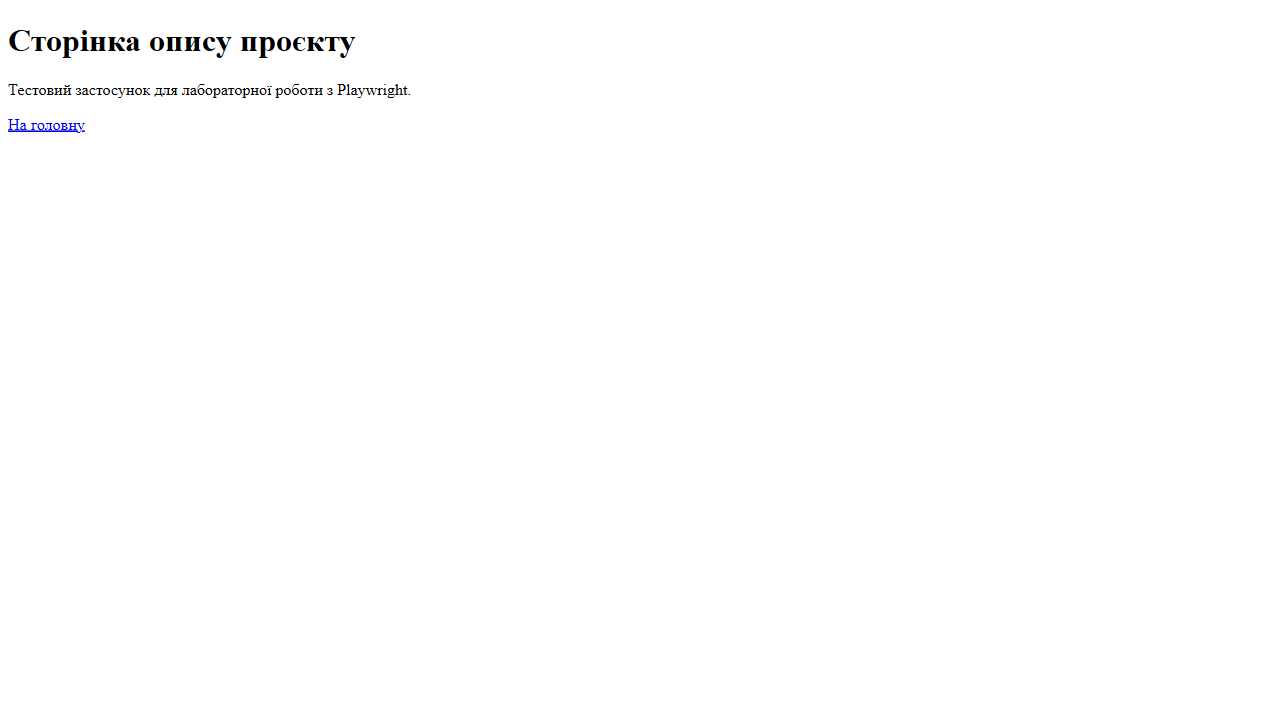 Сторінка опису проєкту
Тестовий застосунок для лабораторної роботи з Playwright.
На головну